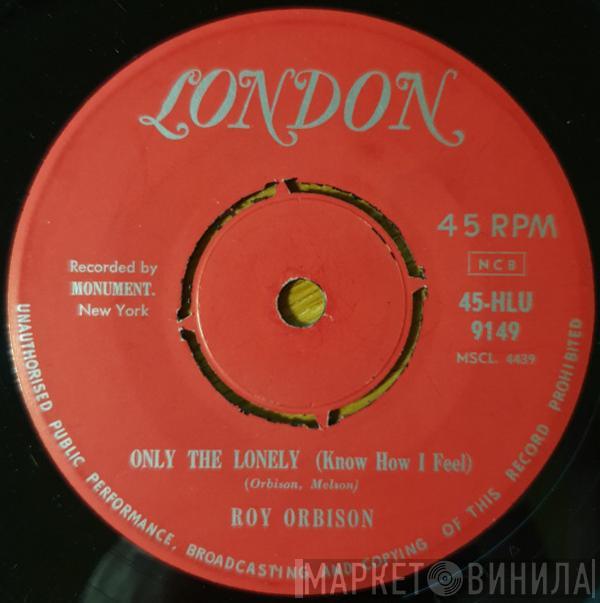 LONDON
45 RPM
NCB
Recorded by
MONUMENT.
New York
45-HLU
9149
MSCL. 4439
ONLY THE LONELY (Know How I Feel)
(Orbison, Melson)
ROY ORBISON
UNAUTHORISED PUBLIC PERFORMANCE, BROADCASTING AND COPYING OF THIS RECORD PROHIBITED
МАРКЕТ ВИНИЛА